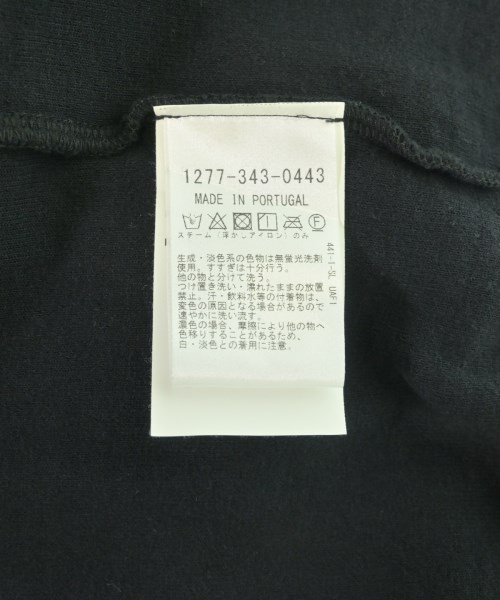 1277-343-0443
MADE IN PORTUGAL
スチーム(浮かしアイロン)のみ
生成・淡色系の色物は無蛍光洗剤
使用。すすぎは十分行う。
他の物と分けて洗う。
つけ置き洗い・濡れたままの放置
禁止。汗・飲料水等の付着物は、
変色の原因となる場合があるので
速やかに洗い流す。
濃色の場合、摩擦により他の物へ
色移りすることがあるため、
白・淡色との着用に注意。
441-I-SL UAF1